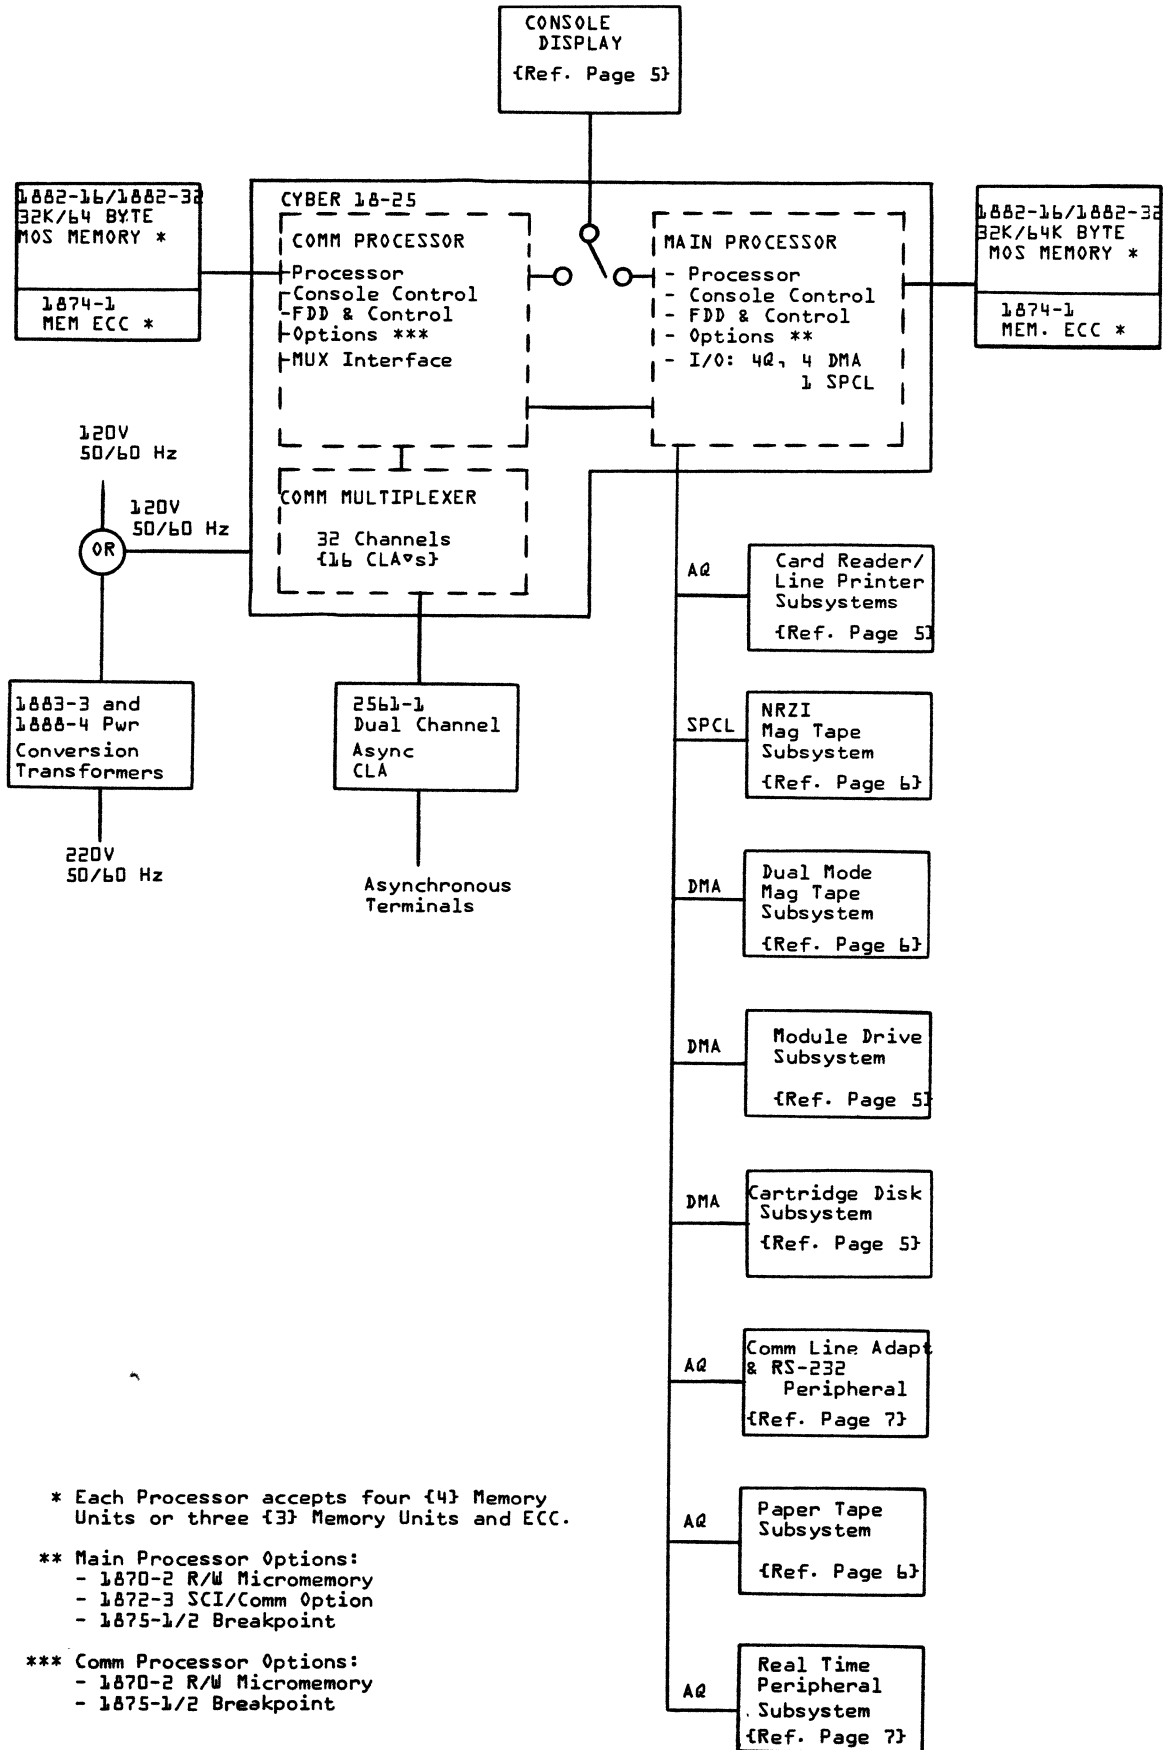 CONSOLE
DISPLAY
{Ref. Page 5}
1882-16/1882-32
32K/64 BYTE
MOS MEMORY *
1874-1
MEM ECC *
CYBER 18-25
COMM PROCESSOR
-Processor
-Console Control
-FDD & Control
-Options ***
-MUX Interface
MAIN PROCESSOR
- Processor
- Console Control
- FDD & Control
- Options **
- I/O: 4Q, 4 DMA
1 SPCL
1882-16/1882-32
32K/64K BYTE
MOS MEMORY *
1874-1
MEM. ECC *
120V
50/60 Hz
120V
50/60 Hz
OR
COMM MULTIPLEXER
32 Channels
{16 CLA▿s}
1883-3 and
1888-4 Pwr
Conversion
Transformers
220V
50/60 Hz
2561-1
Dual Channel
Async
CLA
Asynchronous
Terminals
AQ
Card Reader/
Line Printer
Subsystems
{Ref. Page 5}
SPCL
NRZI
Mag Tape
Subsystem
{Ref. Page 6}
DMA
Dual Mode
Mag Tape
Subsystem
{Ref. Page 6}
DMA
Module Drive
Subsystem
{Ref. Page 5}
DMA
Cartridge Disk
Subsystem
{Ref. Page 5}
AQ
Comm Line Adapt
& RS-232
Peripheral
{Ref. Page 7}
AQ
Paper Tape
Subsystem
{Ref. Page 6}
AQ
Real Time
Peripheral
Subsystem
{Ref. Page 7}
* Each Processor accepts four {4} Memory
Units or three {3} Memory Units and ECC.
** Main Processor Options:
- 1870-2 R/W Micromemory
- 1872-3 SCI/Comm Option
- 1875-1/2 Breakpoint
*** Comm Processor Options:
- 1870-2 R/W Micromemory
- 1875-1/2 Breakpoint